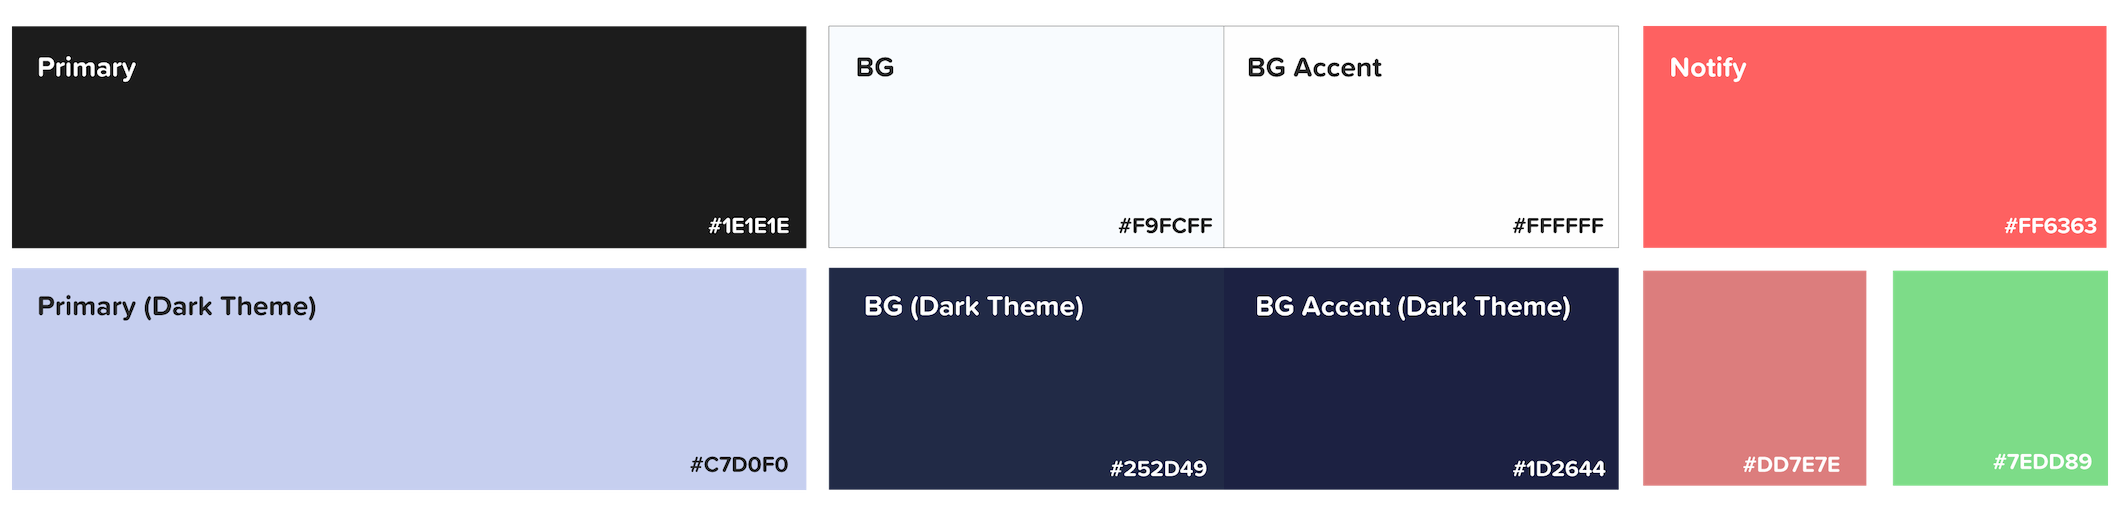 Primary
#1E1E1E
BG
#F9FCFF
BG Accent
#FFFFFF
Notify
#FF6363
Primary (Dark Theme)
#C7D0F0
BG (Dark Theme)
#252D49
BG Accent (Dark Theme)
#1D2644
#DD7E7E
#7EDD89